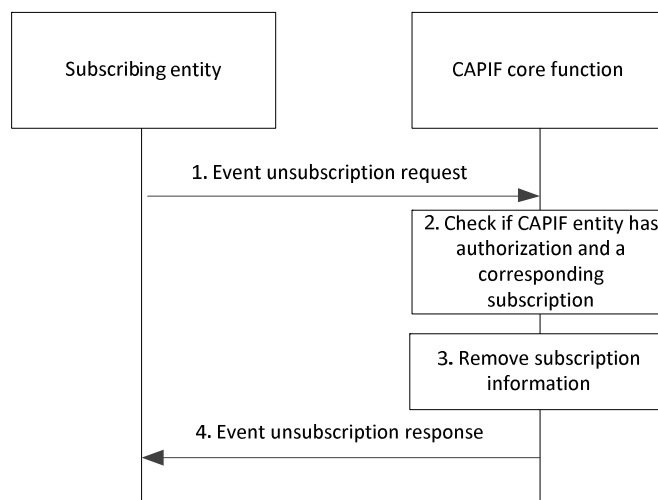 Subscribing entity
CAPIF core function
1. Event unsubscription request
2. Check if CAPIF entity has
authorization and a
corresponding
subscription
3. Remove subscription
information
4. Event unsubscription response